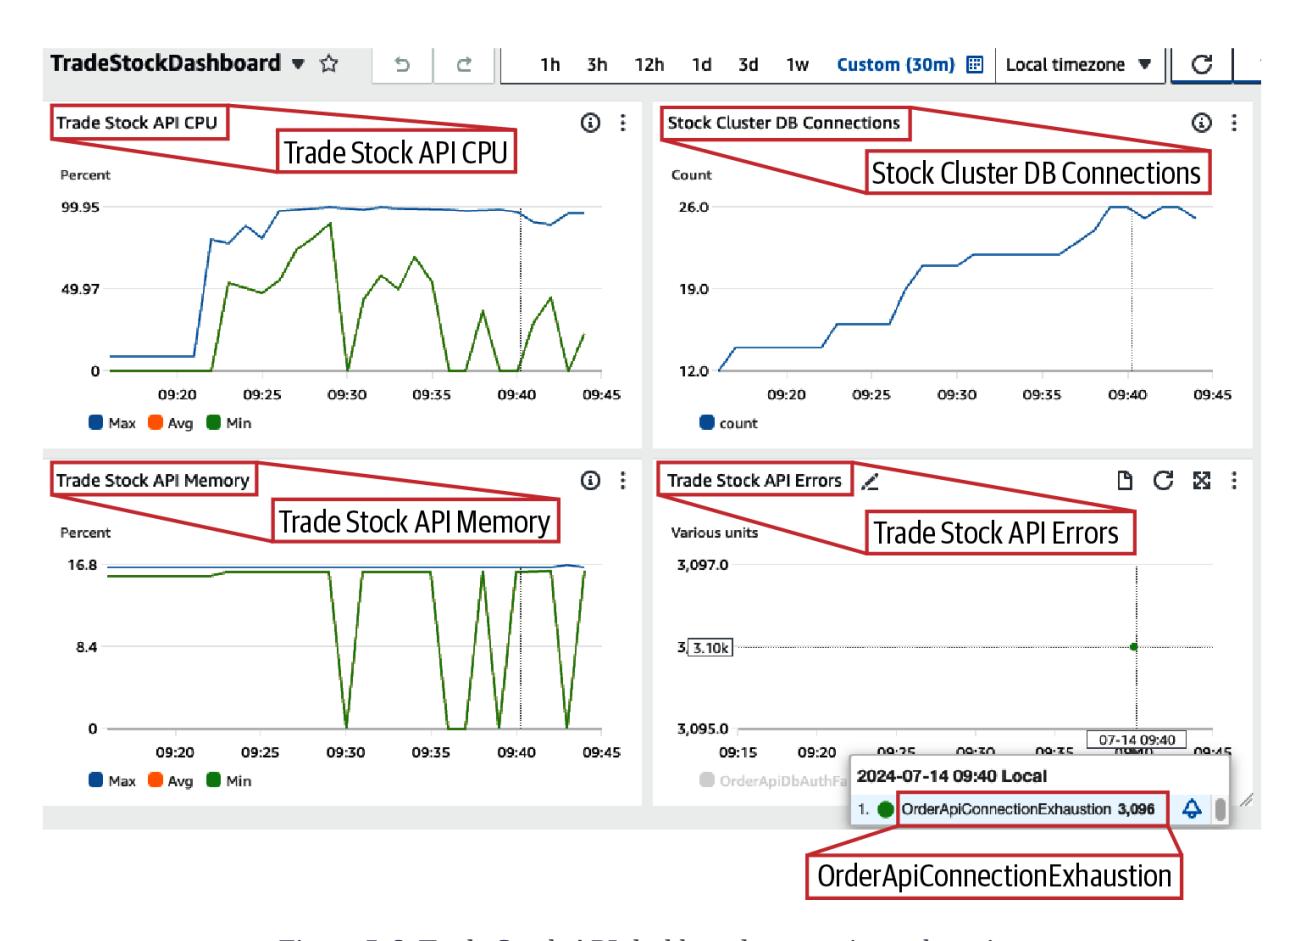 TradeStockDashboard
1h 3h 12h 1d 3d 1w Custom (30m) Local timezone
Trade Stock API CPU
Trade Stock API CPU
Percent
99.95
49.97
0
09:20 09:25 09:30 09:35 09:40 09:45
Max Avg Min
Stock Cluster DB Connections
Stock Cluster DB Connections
Count
26.0
19.0
12.0
09:20 09:25 09:30 09:35 09:40 09:45
count
Trade Stock API Memory
Trade Stock API Memory
Percent
16.8
8.4
0
09:20 09:25 09:30 09:35 09:40 09:45
Max Avg Min
Trade Stock API Errors
Trade Stock API Errors
Various units
3,097.0
3, 3.10k
3,095.0
07-14 09:40
09:15 09:20 09:25 09:30 09:35 09:40 09:45
OrderApiDbAuthFa
2024-07-14 09:40 Local
1. OrderApiConnectionExhaustion 3,096
OrderApiConnectionExhaustion